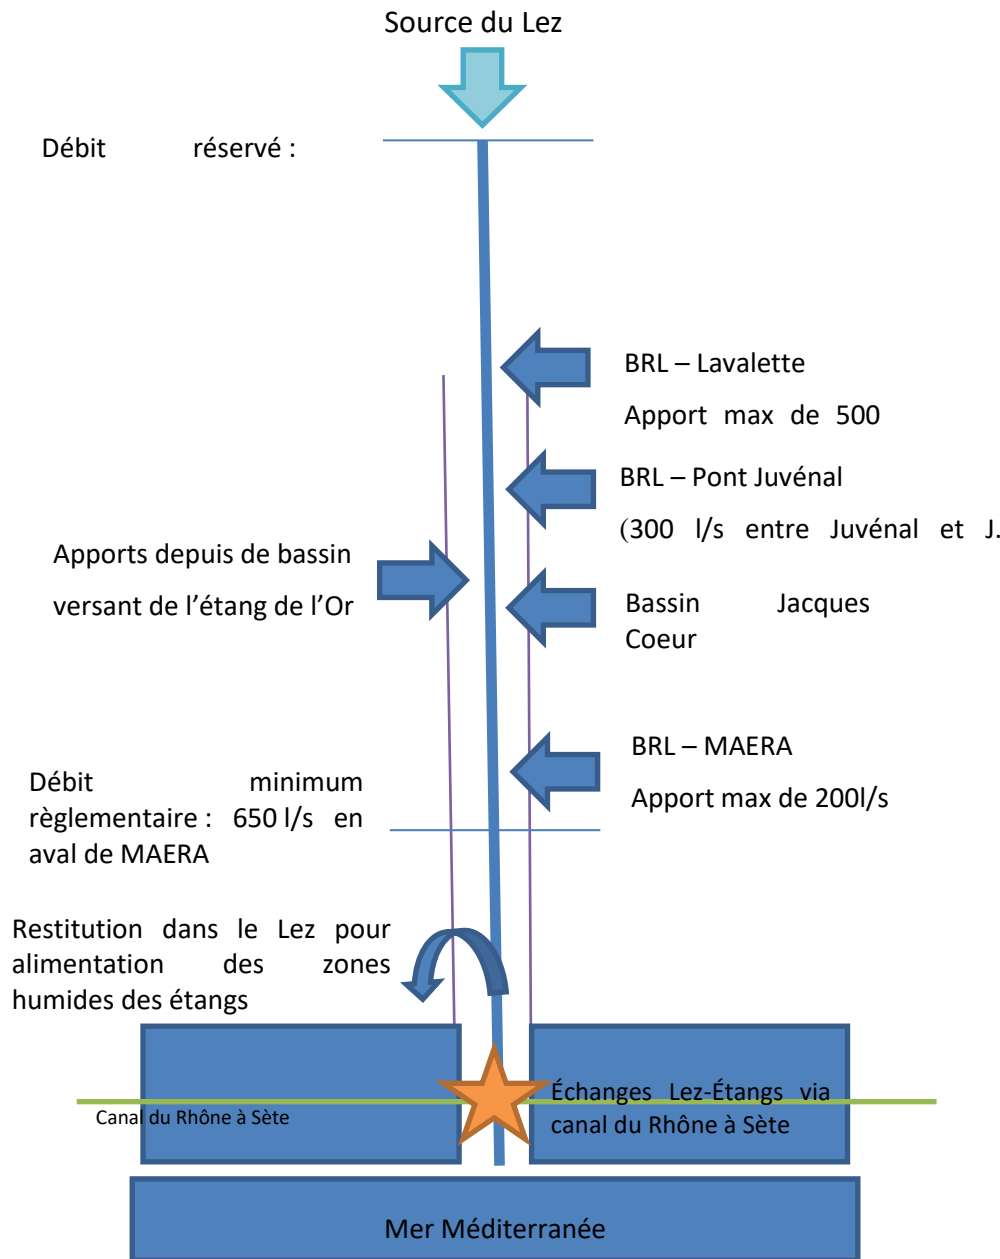 Source du Lez
Débit réservé :
BRL – Lavalette
Apport max de 500
BRL – Pont Juvénal
(300 l/s entre Juvénal et J.
Apports depuis de bassin
versant de l’étang de l’Or
Bassin Jacques
Coeur
BRL – MAERA
Apport max de 200l/s
Débit minimum
règlementaire : 650 l/s en
aval de MAERA
Restitution dans le Lez pour
alimentation des zones
humides des étangs
Canal du Rhône à Sète
Échanges Lez-Étangs via
canal du Rhône à Sète
Mer Méditerranée